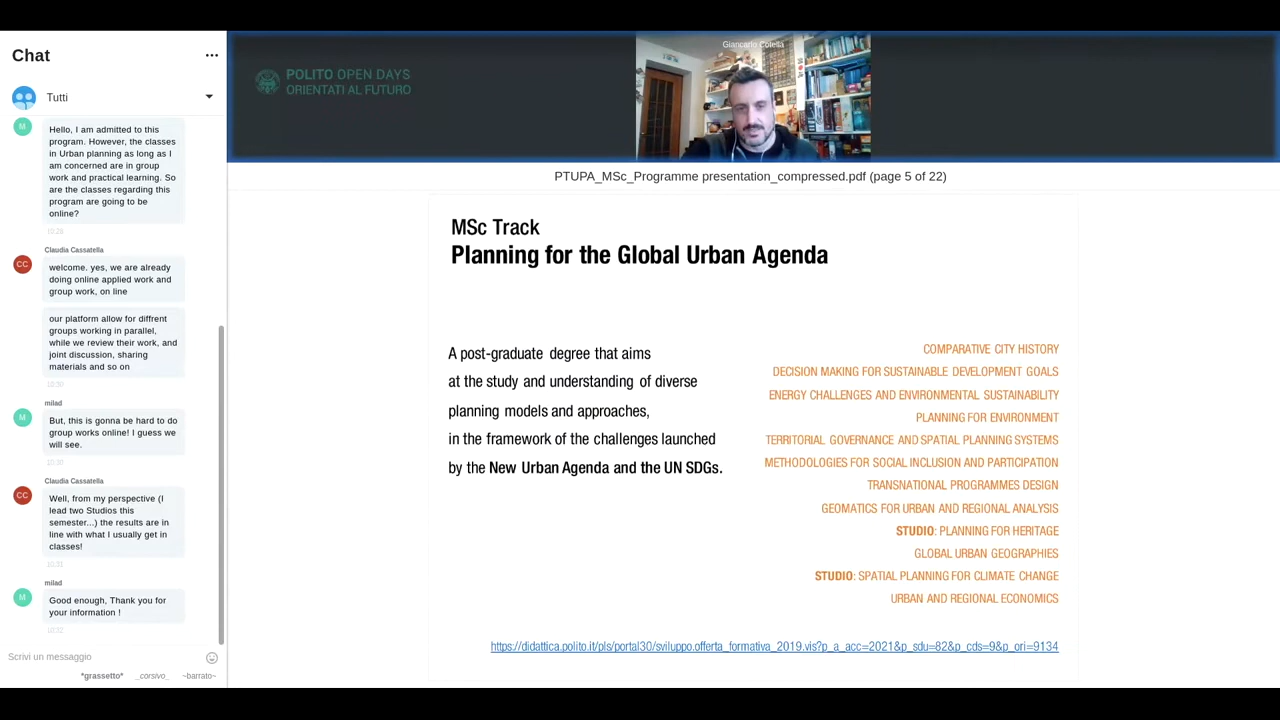 Chat
Tutti
M
Hello, I am admitted to this
program. However, the classes
in Urban planning as long as I
am concerned are in group
work and practical learning. So
are the classes regarding this
program are going to be
online?
Claudia Cassatella
CC
welcome. yes, we are already
doing online applied work and
group work, on line
our platform allow for diffrent
groups working in parallel,
while we review their work, and
joint discussion, sharing
materials and so on
10:30
milad
M
But, this is gonna be hard to do
group works online! I guess we
will see.
10:30
Claudia Cassatella
CC
Well, from my perspective (I
lead two Studios this
semester...) the results are in
line with what I usually get in
classes!
10:31
milad
M
Good enough, Thank you for
your information !
10:32
Scrivi un messaggio
*grassetto* _corsivo_ ~barrato~
POLITO OPEN DAYS
ORIENTATI AL FUTURO
Giancarlo Cotella
PTUPA_MSc_Programme presentation_compressed.pdf (page 5 of 22)
MSc Track
Planning for the Global Urban Agenda
A post-graduate degree that aims
at the study and understanding of diverse
planning models and approaches,
in the framework of the challenges launched
by the New Urban Agenda and the UN SDGs.
COMPARATIVE CITY HISTORY
DECISION MAKING FOR SUSTAINABLE DEVELOPMENT GOALS
ENERGY CHALLENGES AND ENVIRONMENTAL SUSTAINABILITY
PLANNING FOR ENVIRONMENT
TERRITORIAL GOVERNANCE AND SPATIAL PLANNING SYSTEMS
METHODOLOGIES FOR SOCIAL INCLUSION AND PARTICIPATION
TRANSNATIONAL PROGRAMMES DESIGN
GEOMATICS FOR URBAN AND REGIONAL ANALYSIS
STUDIO: PLANNING FOR HERITAGE
GLOBAL URBAN GEOGRAPHIES
STUDIO: SPATIAL PLANNING FOR CLIMATE CHANGE
URBAN AND REGIONAL ECONOMICS
https://didattica.polito.it/pls/portal30/sviluppo.offerta_formativa_2019.vis?p_a_acc=2021&p_sdu=82&p_cds=9&p_ori=9134